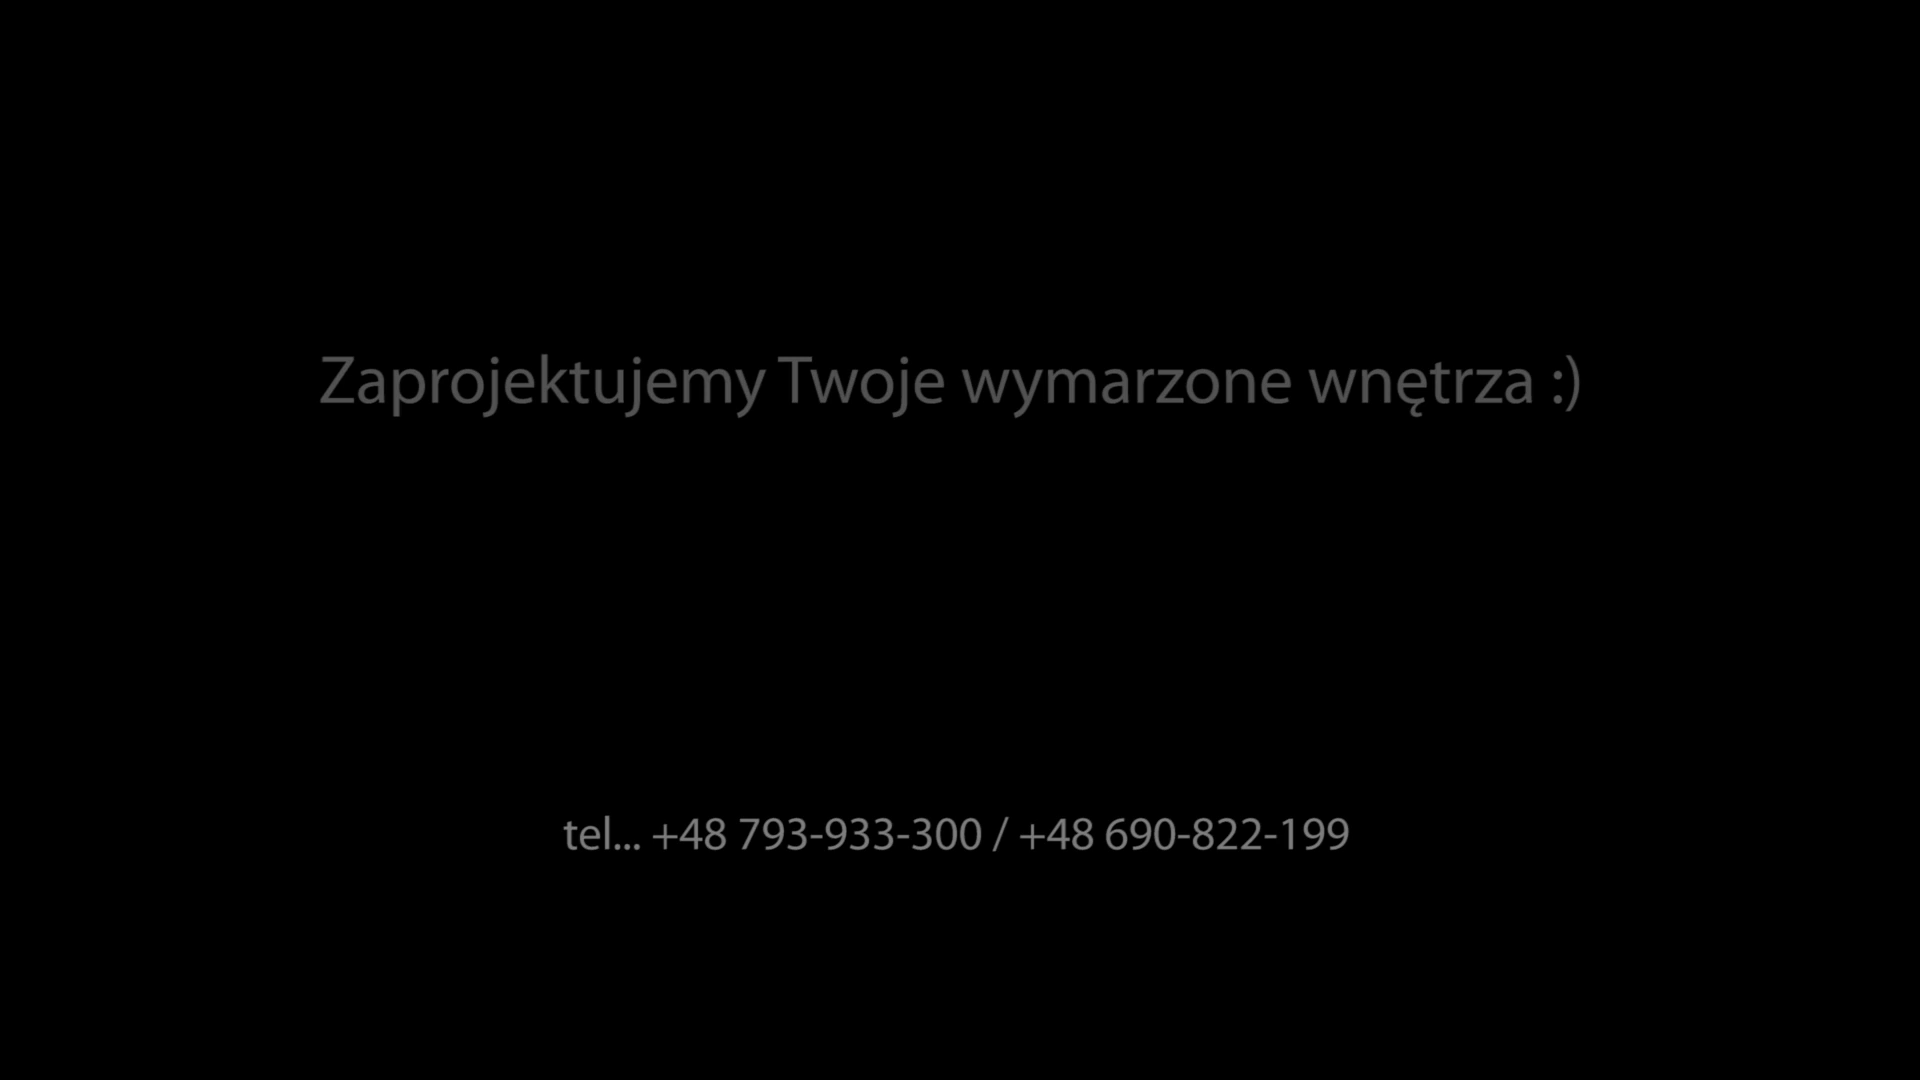 Zaprojektujemy Twoje wymarzone wnętrza :)
tel... +48 793-933-300 / +48 690-822-199